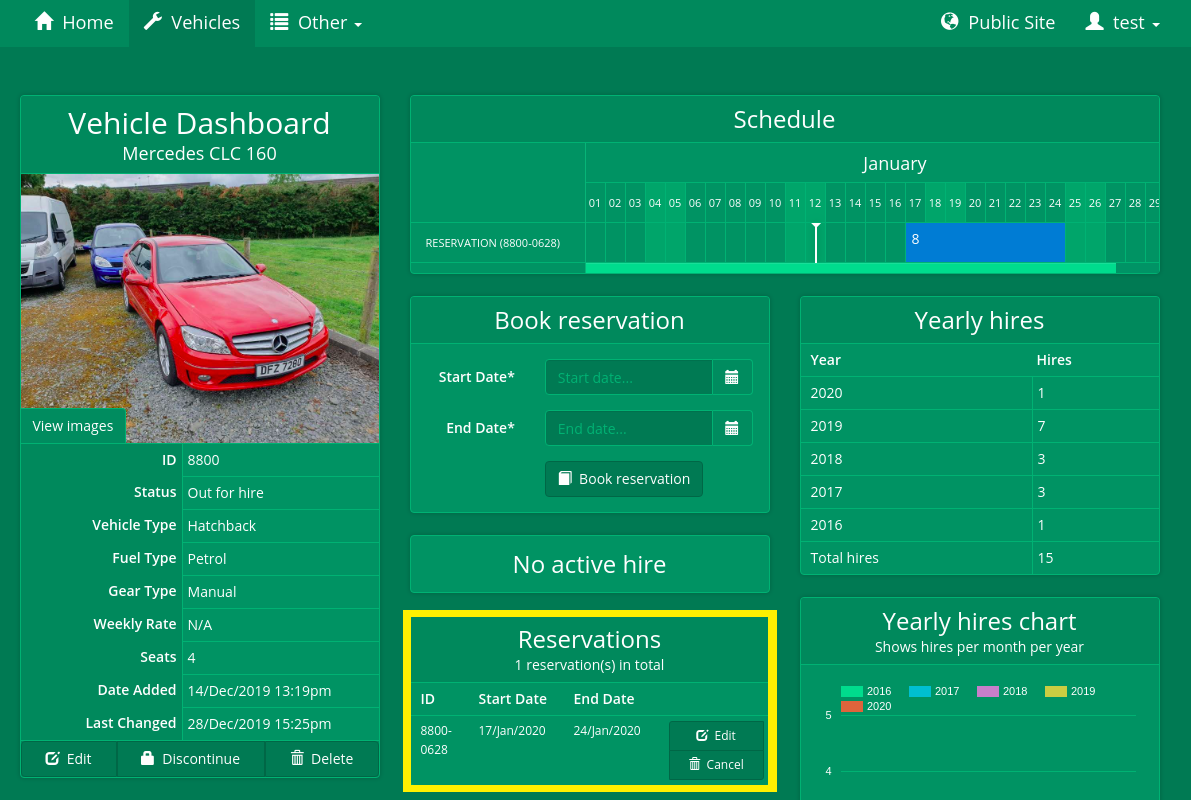 Home Vehicles Other Public Site test
Vehicle Dashboard
Mercedes CLC 160
DFZ 7280
View images
ID 8800
Status Out for hire
Vehicle Type Hatchback
Fuel Type Petrol
Gear Type Manual
Weekly Rate N/A
Seats 4
Date Added 14/Dec/2019 13:19pm
Last Changed 28/Dec/2019 15:25pm
Edit Discontinue Delete
Schedule
January
01 02 03 04 05 06 07 08 09 10 11 12 13 14 15 16 17 18 19 20 21 22 23 24 25 26 27 28 29
RESERVATION (8800-0628) 8
Book reservation
Start Date* Start date...
End Date* End date...
Book reservation
No active hire
Reservations
1 reservation(s) in total
ID Start Date End Date
8800-
0628 17/Jan/2020 24/Jan/2020
Edit
Cancel
Yearly hires
Year Hires
2020 1
2019 7
2018 3
2017 3
2016 1
Total hires 15
Yearly hires chart
Shows hires per month per year
2016 2017 2018 2019
2020
5
4